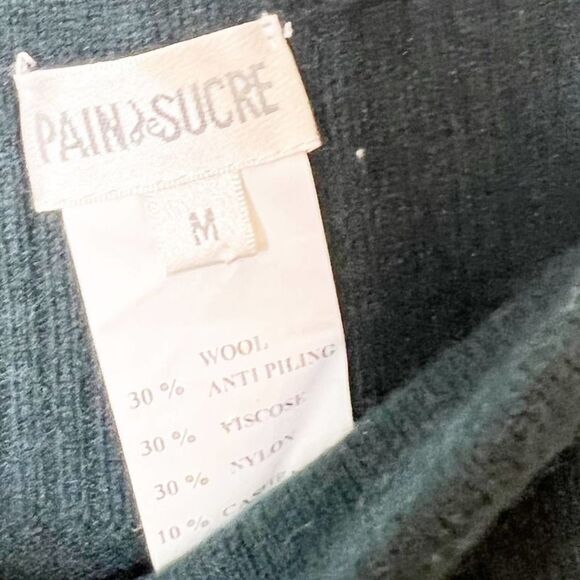 PAIN de SUCRE
M
WOOL
30 % ANTI PILING
30 % VISCOSE
30 % NYLON
10 %